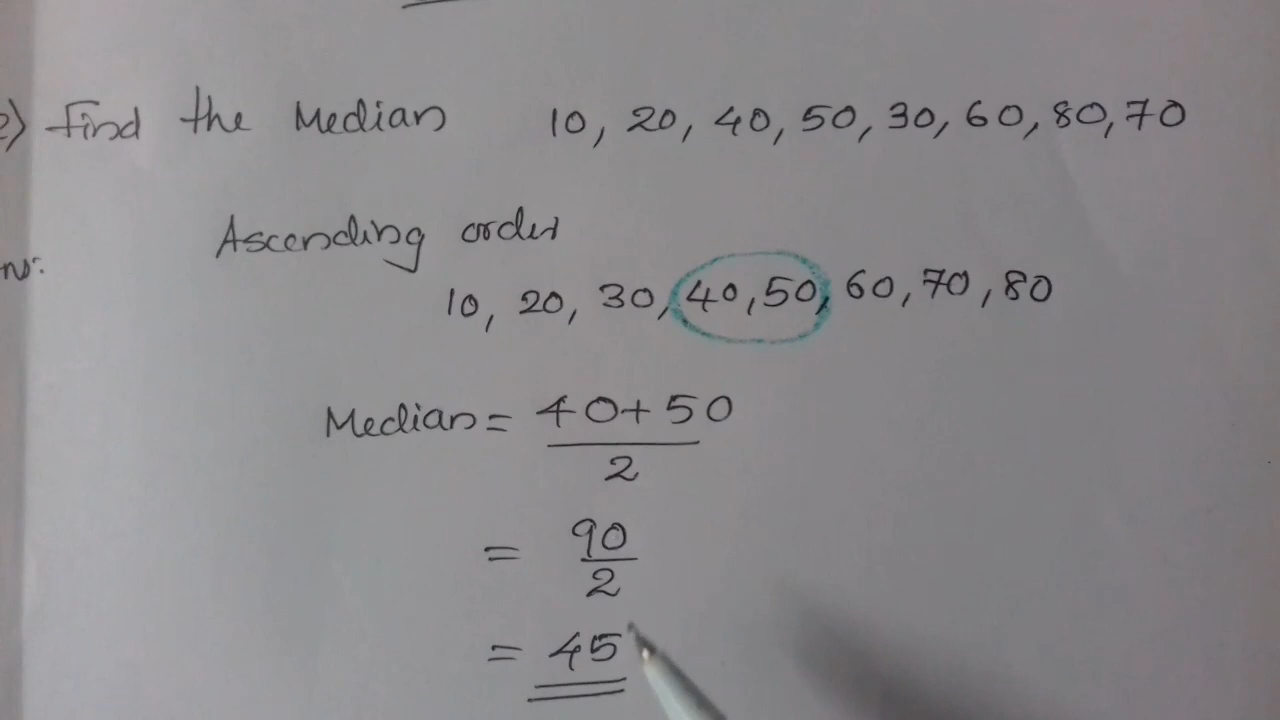 2) Find the Median 10, 20, 40, 50, 30, 60, 80, 70
Ascending order
ns:
10, 20, 30, 40, 50, 60, 70, 80
Median = 40+50
2
= 90
2
= 45